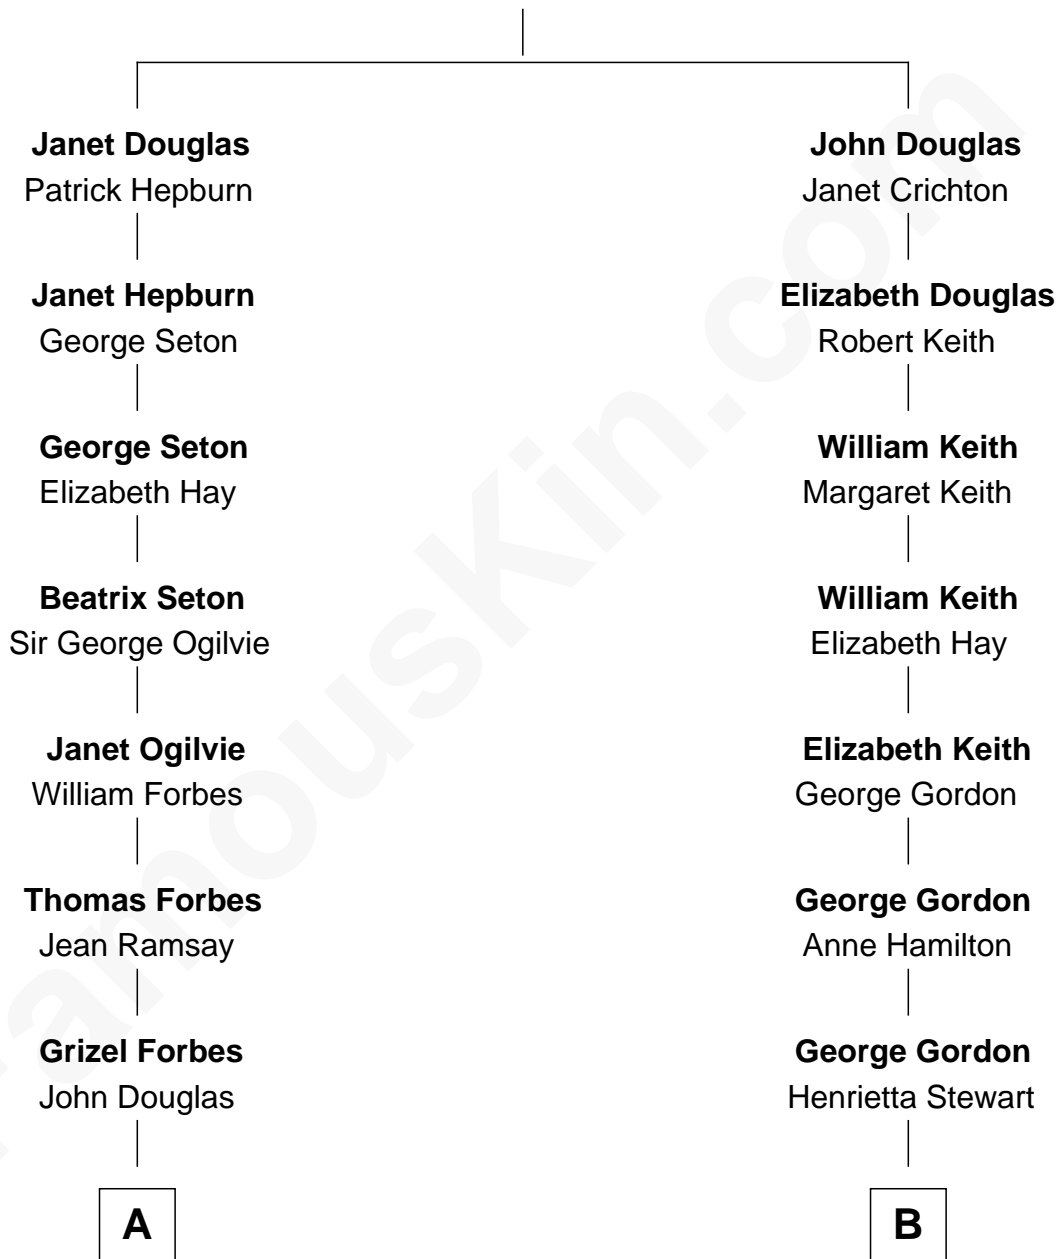 Janet Douglas
Patrick Hepburn
Janet Hepburn
George Seton
George Seton
Elizabeth Hay
Beatrix Seton
Sir George Ogilvie
Janet Ogilvie
William Forbes
Thomas Forbes
Jean Ramsay
Grizel Forbes
John Douglas
A
John Douglas
Janet Crichton
Elizabeth Douglas
Robert Keith
William Keith
Margaret Keith
William Keith
Elizabeth Hay
Elizabeth Keith
George Gordon
George Gordon
Anne Hamilton
George Gordon
Henrietta Stewart
B
FamousKin.com